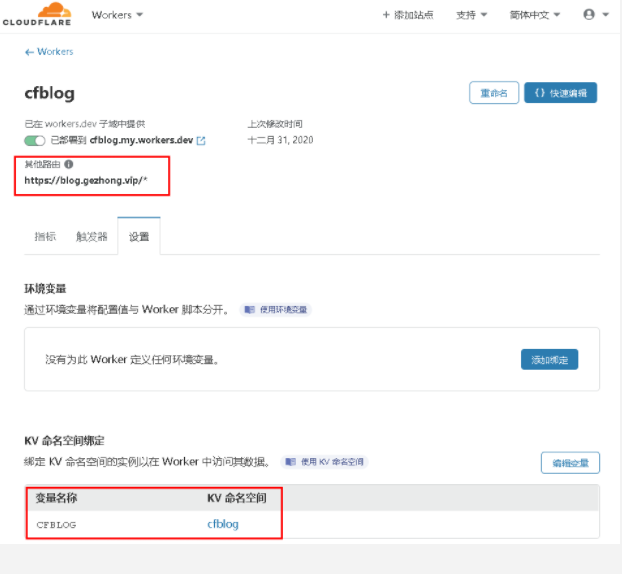 CLOUDFLARE
Workers
+ 添加站点 支持 简体中文
← Workers
cfblog
重命名 {} 快速编辑
已在 workers.dev 子域中提供 上次修改时间
已部署到 cfblog.my.workers.dev 十二月 31, 2020
其他路由
https://blog.gezhong.vip/*
指标 触发器 设置
环境变量
通过环境变量将配置值与 Worker 脚本分开。 使用环境变量
没有为此 Worker 定义任何环境变量。 添加绑定
KV 命名空间绑定
绑定 KV 命名空间的实例以在 Worker 中访问其数据。 使用 KV 命名空间 编辑变量
变量名称 KV 命名空间
CFBLOG cfblog